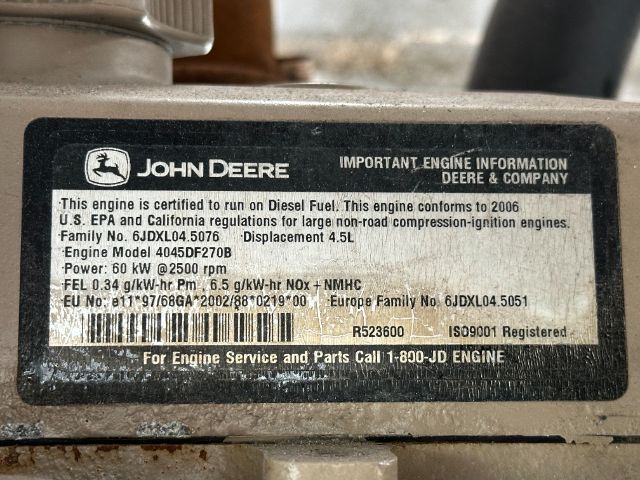 JOHN DEERE
IMPORTANT ENGINE INFORMATION
DEERE & COMPANY
This engine is certified to run on Diesel Fuel. This engine conforms to 2006
U.S. EPA and California regulations for large non-road compression-ignition engines.
Family No. 6JDXL04.5076 Displacement 4.5L
Engine Model 4045DF270B
Power: 60 kW @2500 rpm
FEL 0.34 g/kW-hr Pm , 6.5 g/kW-hr NOx + NMHC
EU No: e11*97/68GA*2002/88*0219*00 Europe Family No. 6JDXL04.5051
R523600 ISO9001 Registered
For Engine Service and Parts Call 1-800-JD ENGINE